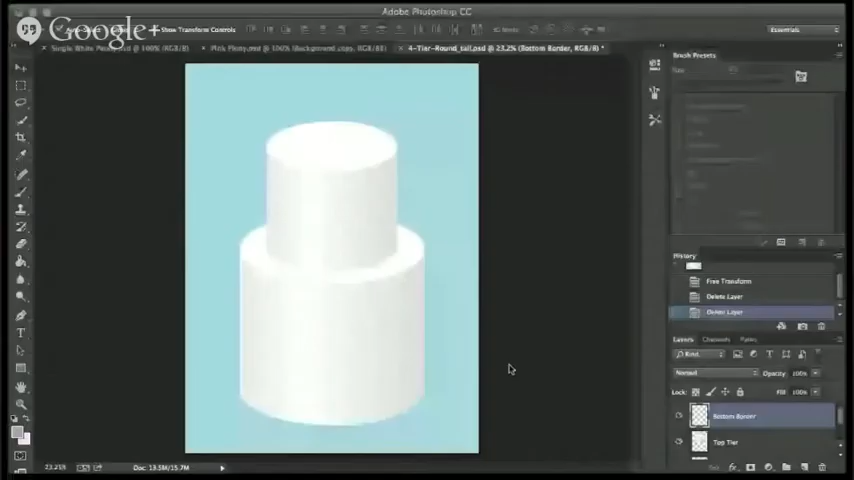 Adobe Photoshop CC
Google+
Show Transform Controls
Essentials
Single White Peony.psd @ 100% (RGB/8)
Pink Peony.psd @ 100% (Background copy, RGB/8)
4-Tier-Round_tall.psd @ 23.2% (Bottom Border, RGB/8) *
Brush Presets
History
Free Transform
Delete Layer
Delete Layer
Layers
Channels
Paths
Kind
Normal
Opacity: 100%
Lock:
Fill: 100%
Bottom Border
Top Tier
23.21%
Doc: 13.5M/15.7M